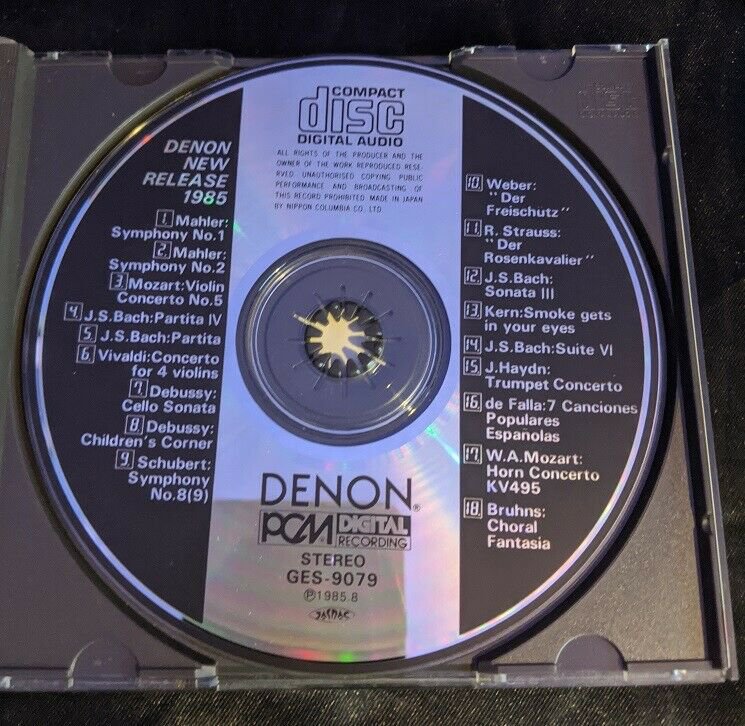 COMPACT
disc
DIGITAL AUDIO
ALL RIGHTS OF THE PRODUCER AND THE
OWNER OF THE WORK REPRODUCED RESE-
RVED UNAUTHORISED COPYING PUBLIC
PERFORMANCE AND BROADCASTING OF
THIS RECORD PROHIBITED MADE IN JAPAN
BY NIPPON COLUMBIA CO. LTD.
DENON
NEW
RELEASE
1985
1. Mahler:
Symphony No.1
2. Mahler:
Symphony No.2
3. Mozart:Violin
Concerto No.5
4. J.S.Bach:Partita IV
5. J.S.Bach:Partita
6. Vivaldi:Concerto
for 4 violins
7. Debussy:
Cello Sonata
8. Debussy:
Children's Corner
9. Schubert:
Symphony
No.8(9)
10. Weber:
"Der
Freischutz"
11. R. Strauss:
"Der
Rosenkavalier"
12. J.S.Bach:
Sonata III
13. Kern:Smoke gets
in your eyes
14. J.S.Bach:Suite VI
15. J.Haydn:
Trumpet Concerto
16. de Falla:7 Canciones
Populares
Espanolas
17. W.A.Mozart:
Horn Concerto
KV495
18. Bruhns:
Choral
Fantasia
DENON®
PCM DIGITAL
RECORDING
STEREO
GES-9079
Ⓟ1985.8
JASRAC